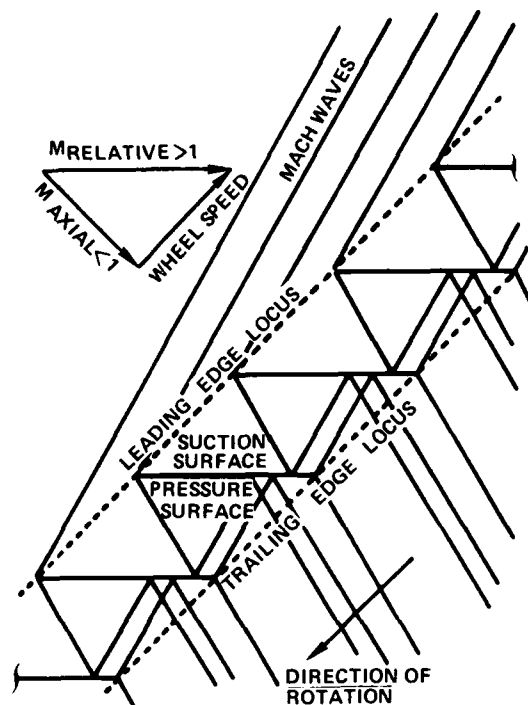 MACH WAVES
MRELATIVE>1
M AXIAL<1
WHEEL SPEED
LEADING EDGE LOCUS
SUCTION
SURFACE
PRESSURE
SURFACE
TRAILING EDGE LOCUS
DIRECTION OF
ROTATION